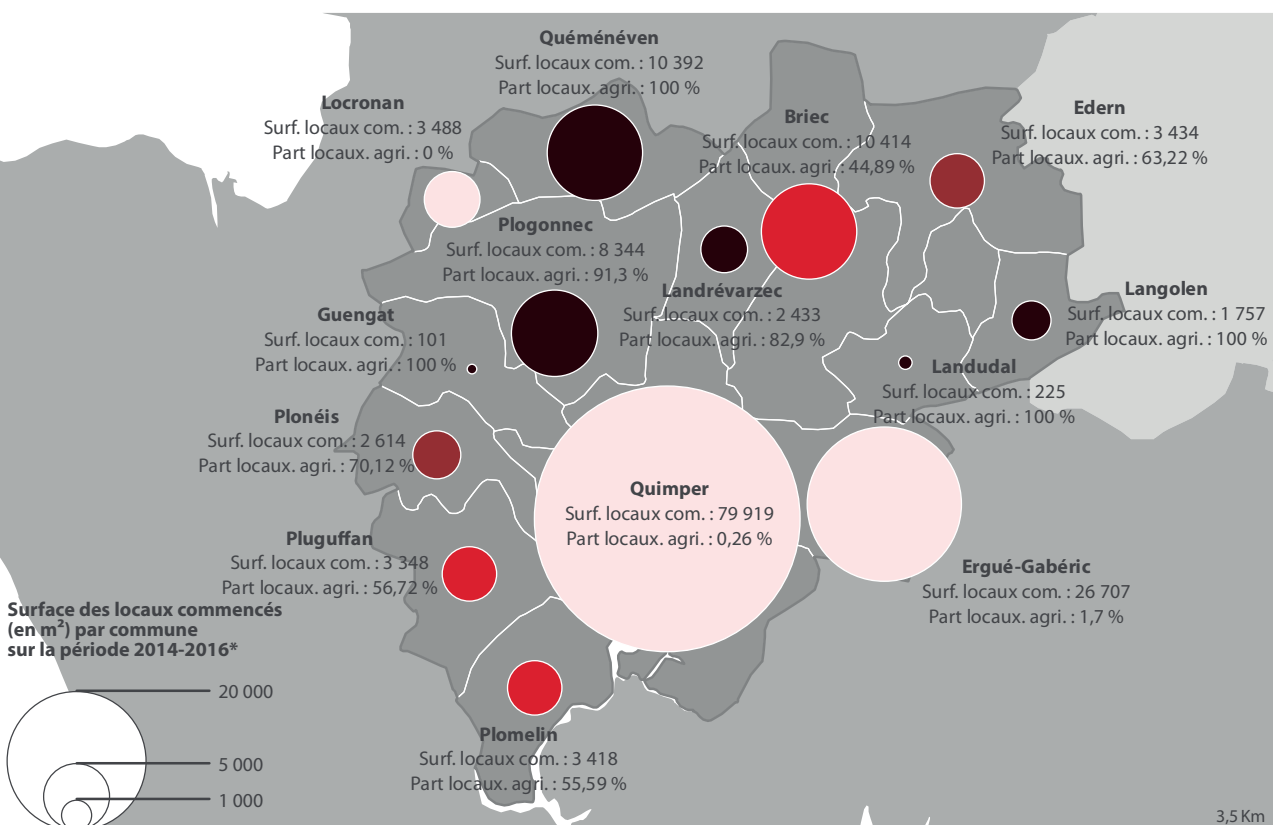 Quéménéven
Surf. locaux com. : 10 392
Part locaux. agri. : 100 %
Locronan
Surf. locaux com. : 3 488
Part locaux. agri. : 0 %
Briec
Surf. locaux com. : 10 414
Part locaux. agri. : 44,89 %
Edern
Surf. locaux com. : 3 434
Part locaux. agri. : 63,22 %
Plogonnec
Surf. locaux com. : 8 344
Part locaux. agri. : 91,3 %
Landrévarzec
Surf. locaux com. : 2 433
Part locaux. agri. : 82,9 %
Langolen
Surf. locaux com. : 1 757
Part locaux. agri. : 100 %
Guengat
Surf. locaux com. : 101
Part locaux. agri. : 100 %
Landudal
Surf. locaux com. : 225
Part locaux. agri. : 100 %
Plonéis
Surf. locaux com. : 2 614
Part locaux. agri. : 70,12 %
Quimper
Surf. locaux com. : 79 919
Part locaux. agri. : 0,26 %
Pluguffan
Surf. locaux com. : 3 348
Part locaux. agri. : 56,72 %
Ergué-Gabéric
Surf. locaux com. : 26 707
Part locaux. agri. : 1,7 %
Plomelin
Surf. locaux com. : 3 418
Part locaux. agri. : 55,59 %
Surface des locaux commencés
(en m²) par commune
sur la période 2014-2016*
20 000
5 000
1 000
3,5 Km